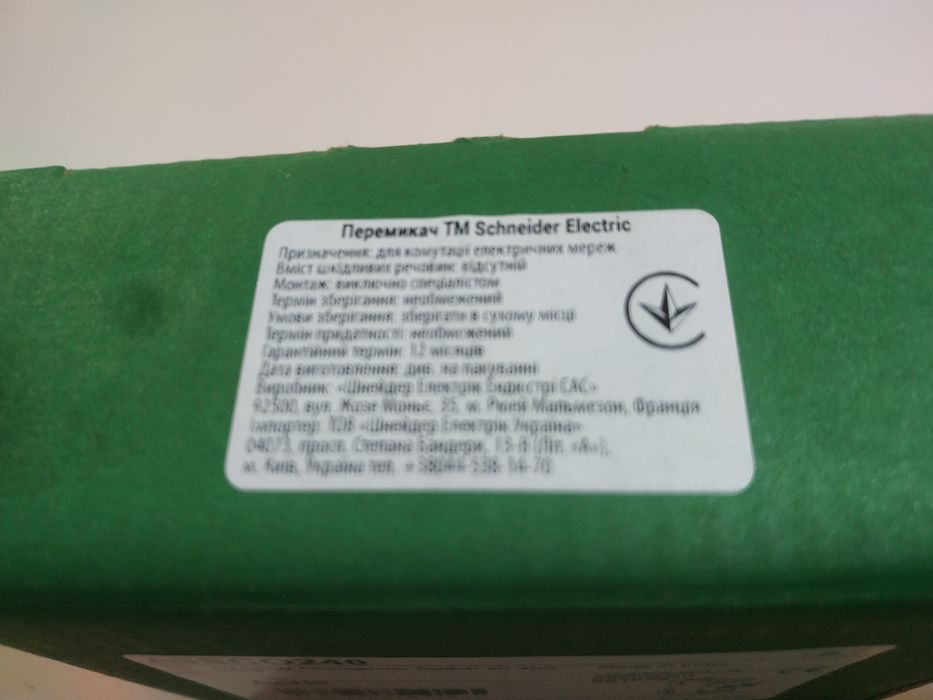 Перемикач ТМ Schneider Electric
Призначення: для комутації електричних мереж
Вміст шкідливих речовин: відсутній
Монтаж: виключно спеціалістом
Термін зберігання: необмежений
Умови зберігання: зберігати в сухому місці
Термін придатності: необмежений
Гарантійний термін: 12 місяців
Дата виготовлення: див. на пакуванні
Виробник: «Шнейдер Електрік Індастрі САС»
92500, вул. Жозе Моньє, 35, м. Рюей Мальмезон, Франція
Імпортер: ТОВ «Шнейдер Електрік Україна»
04073, просп. Степана Бандери, 13-В (Літ. «А»),
м. Київ, Україна тел. +38044 538-14-70